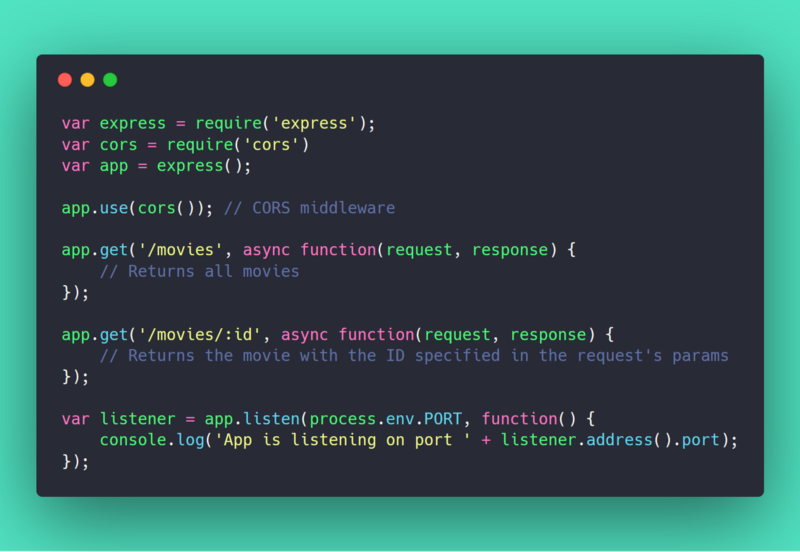 var express = require('express');
var cors = require('cors')
var app = express();

app.use(cors()); // CORS middleware

app.get('/movies', async function(request, response) {
    // Returns all movies
});

app.get('/movies/:id', async function(request, response) {
    // Returns the movie with the ID specified in the request's params
});

var listener = app.listen(process.env.PORT, function() {
    console.log('App is listening on port ' + listener.address().port);
});